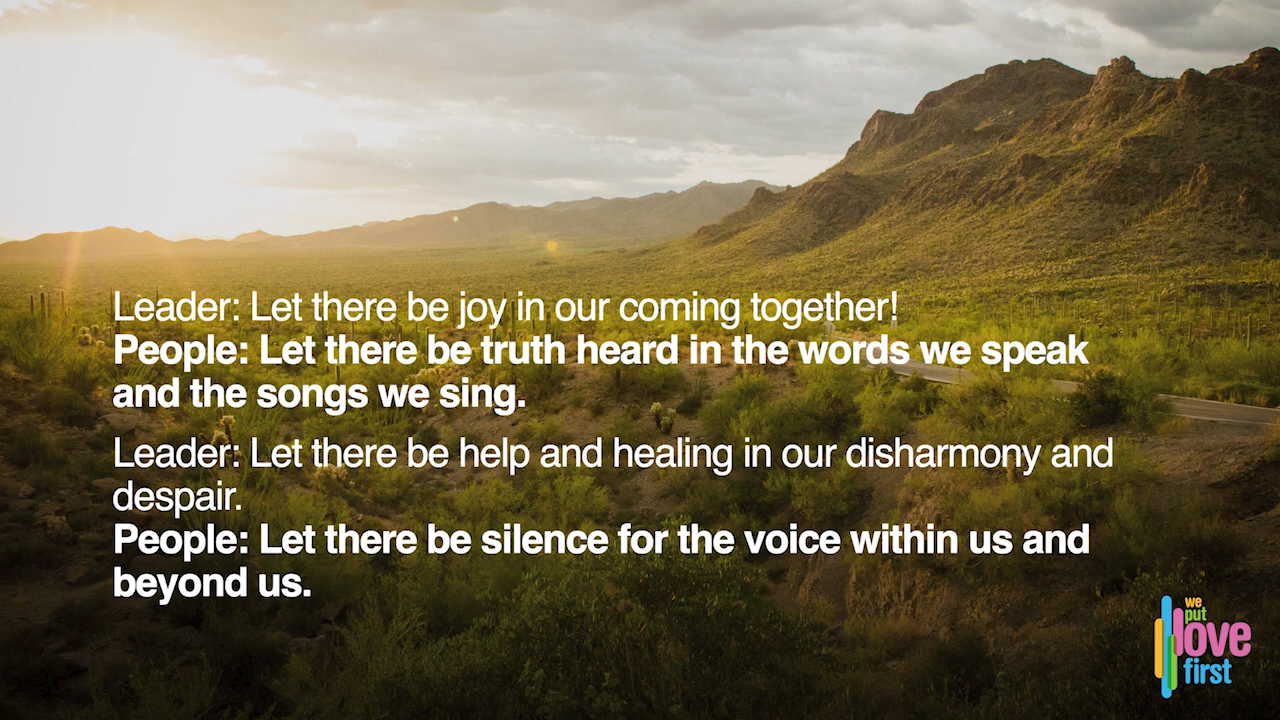 Leader: Let there be joy in our coming together!
People: Let there be truth heard in the words we speak
and the songs we sing.
Leader: Let there be help and healing in our disharmony and
despair.
People: Let there be silence for the voice within us and
beyond us.
we
put
love
first